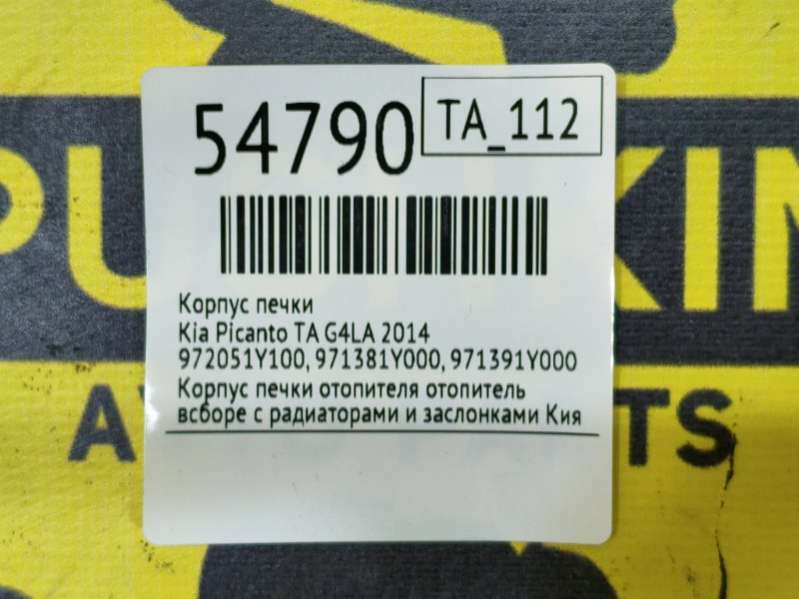 54790
TA_112
Корпус печки
Kia Picanto TA G4LA 2014
972051Y100, 971381Y000, 971391Y000
Корпус печки отопителя отопитель
всборе с радиаторами и заслонками Кия